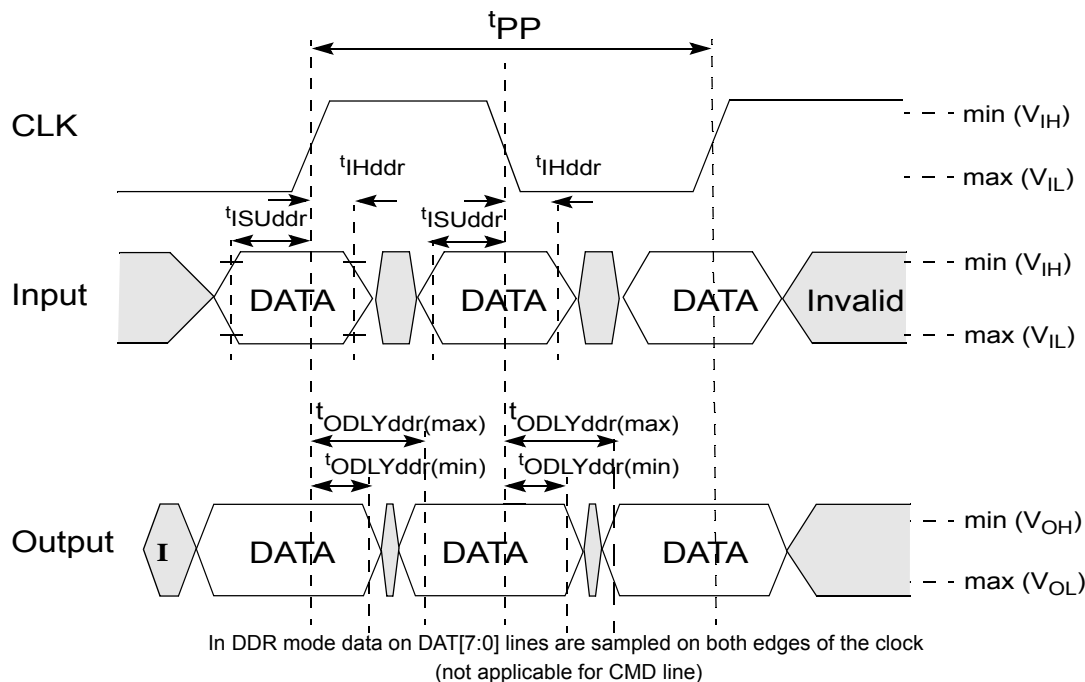 tPP
CLK
min (VIH)
tIHddr
tIHddr
max (VIL)
tISUddr
tISUddr
Input
DATA
DATA
DATA
Invalid
min (VIH)
max (VIL)
tODLYddr(max)
tODLYddr(max)
tODLYddr(min)
tODLYddr(min)
Output
I
DATA
DATA
DATA
min (VOH)
max (VOL)
In DDR mode data on DAT[7:0] lines are sampled on both edges of the clock
(not applicable for CMD line)